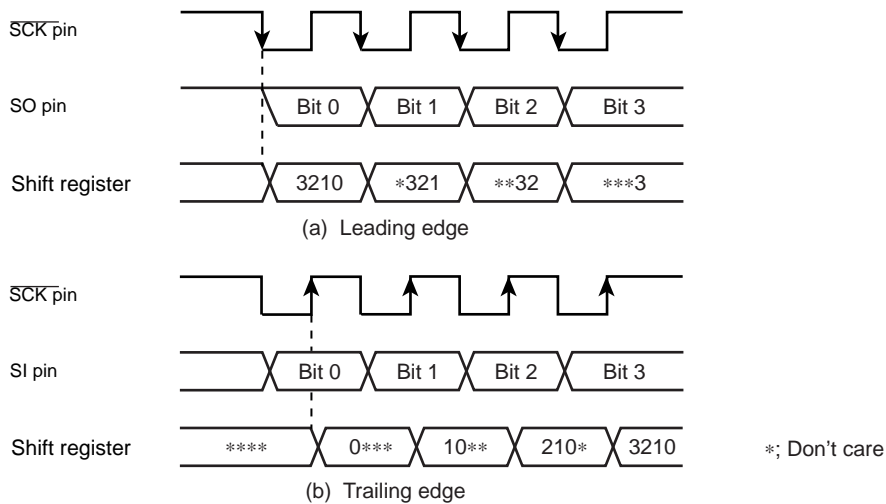 SCK pin
SO pin
Bit 0 Bit 1 Bit 2 Bit 3
Shift register
3210 *321 **32 ***3
(a) Leading edge
SCK pin
SI pin
Bit 0 Bit 1 Bit 2 Bit 3
Shift register
**** 0*** 10** 210* 3210
*; Don't care
(b) Trailing edge